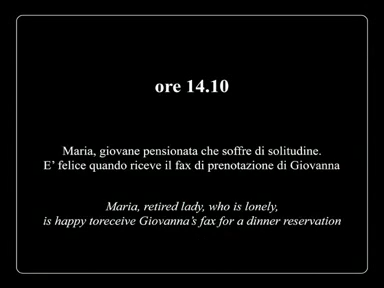 ore 14.10
Maria, giovane pensionata che soffre di solitudine.
E’ felice quando riceve il fax di prenotazione di Giovanna
Maria, retired lady, who is lonely,
is happy toreceive Giovanna’s fax for a dinner reservation